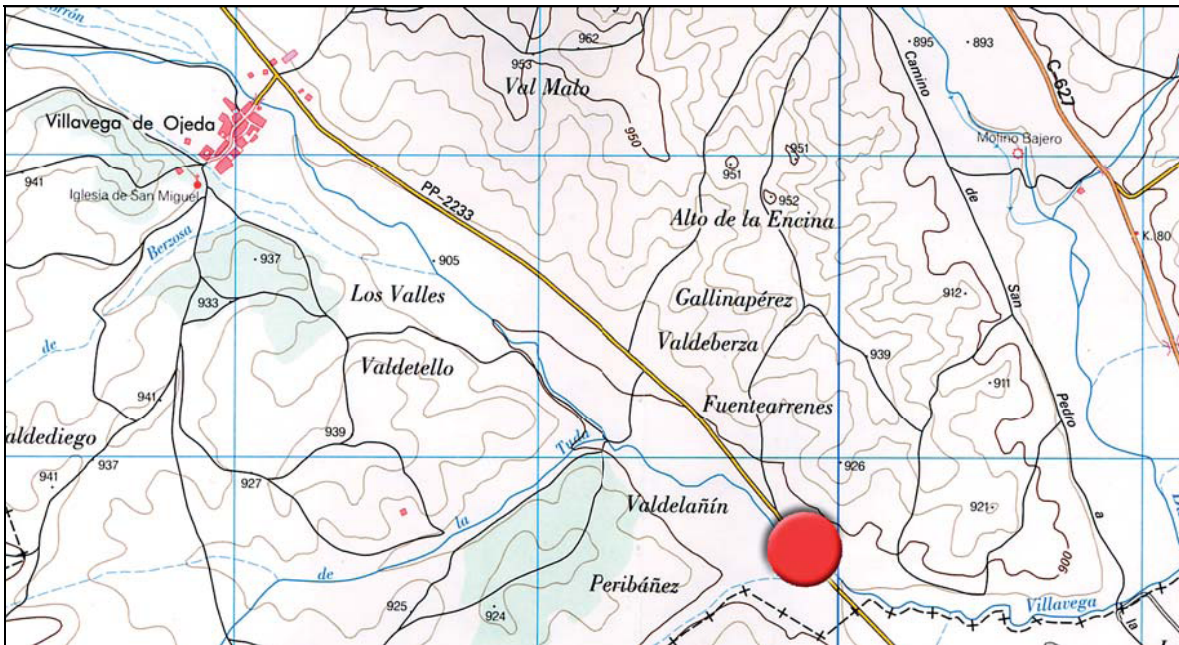 962
953
Val Malo
895
893
C-627
Camino
950
Villavega de Ojeda
Molino Bajero
951
951
941
Iglesia de San Miguel
PP-2233
de
952
Alto de la Encina
K. 80
Berzosa
905
937
Los Valles
Gallinapérez
912
San
933
Valdeberza
de
Valdetello
939
911
941
Fuentearrenes
Pedro
939
Tuda
926
941
937
927
Valdelañín
921
la
a
900
de
Peribáñez
925
924
Villavega
la